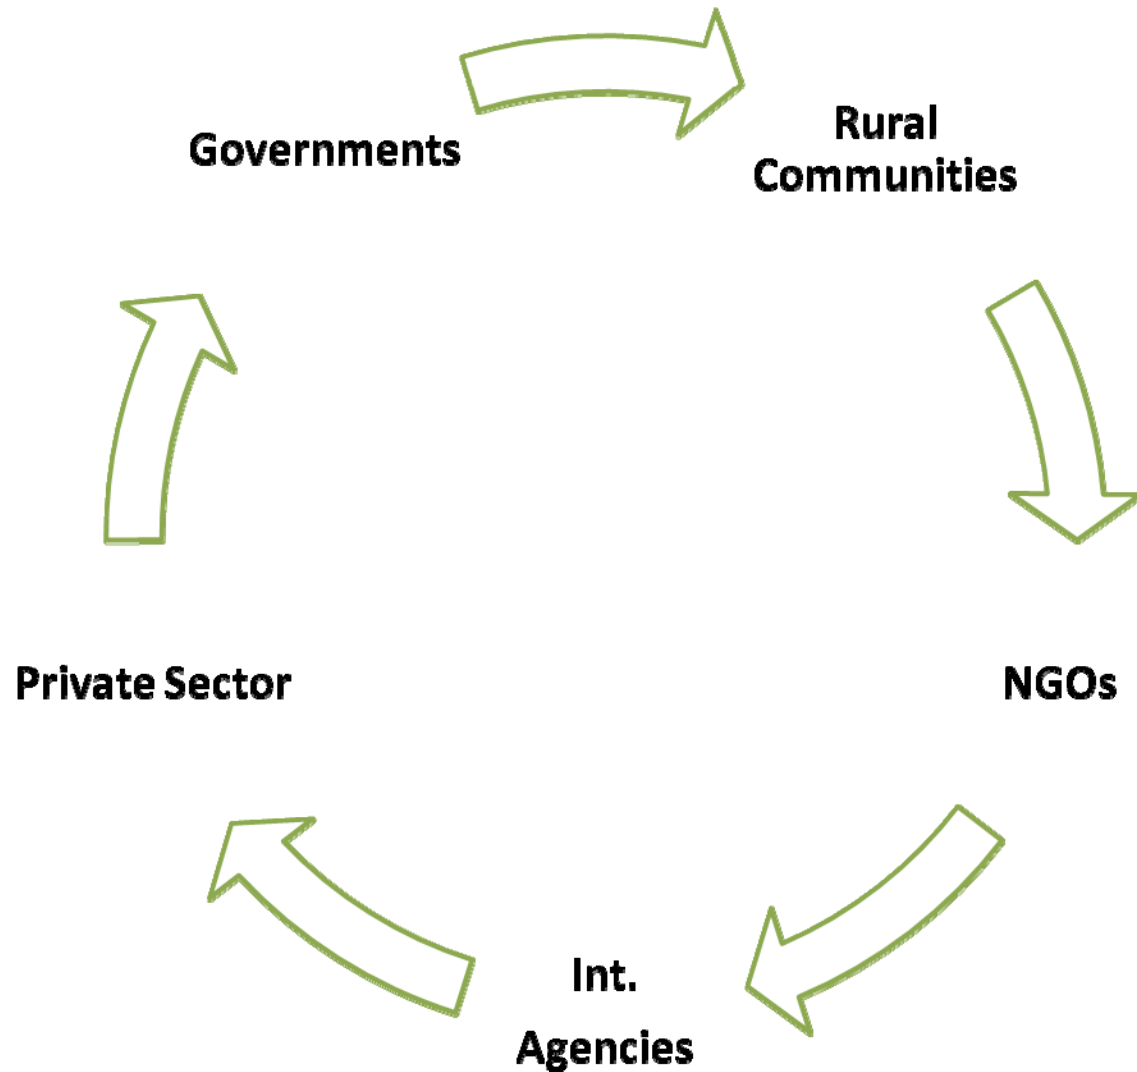 Governments
Rural
Communities
Private Sector
NGOs
Int.
Agencies